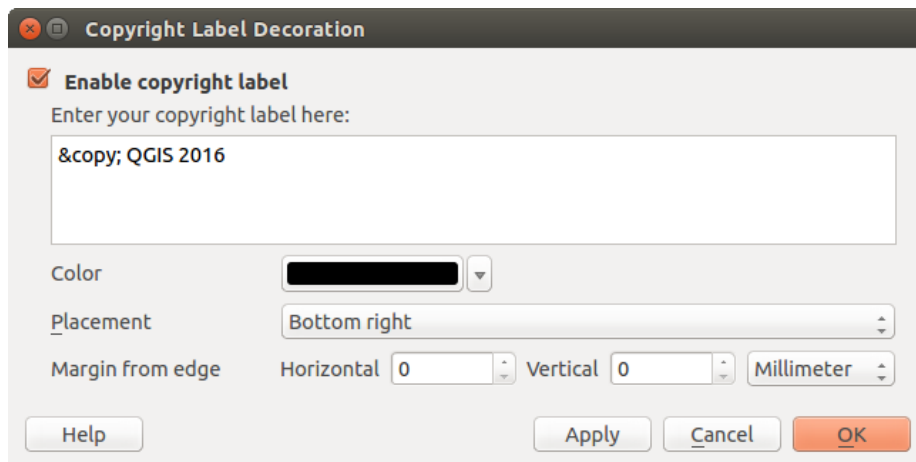 Copyright Label Decoration
Enable copyright label
Enter your copyright label here:
&copy; QGIS 2016
Color
Placement Bottom right
Margin from edge Horizontal 0 Vertical 0 Millimeter
Help Apply Cancel OK